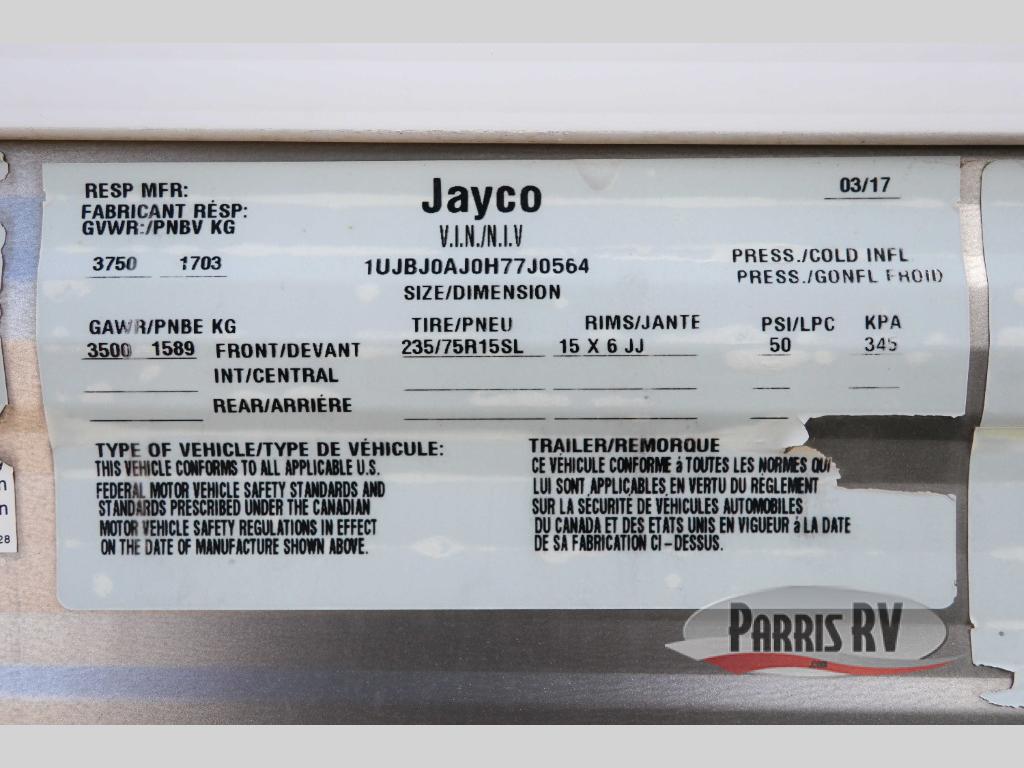 RESP MFR: Jayco 03/17
FABRICANT RÉSP:
GVWR:/PNBV KG V.I.N./N.I.V
3750 1703 1UJBJ0AJ0H77J0564 PRESS./COLD INFL
SIZE/DIMENSION PRESS./GONFL FROID
GAWR/PNBE KG TIRE/PNEU RIMS/JANTE PSI/LPC KPA
3500 1589 FRONT/DEVANT 235/75R15SL 15 X 6 JJ 50 345
INT/CENTRAL
REAR/ARRIÉRE
TYPE OF VEHICLE/TYPE DE VÉHICULE: TRAILER/REMORQUE
THIS VEHICLE CONFORMS TO ALL APPLICABLE U.S.
FEDERAL MOTOR VEHICLE SAFETY STANDARDS AND
STANDARDS PRESCRIBED UNDER THE CANADIAN
MOTOR VEHICLE SAFETY REGULATIONS IN EFFECT
ON THE DATE OF MANUFACTURE SHOWN ABOVE.
CE VÉHICULE CONFORME à TOUTES LES NORMES QUI
LUI SONT APPLICABLES EN VERTU DU RÉGLEMENT
SUR LA SÉCURITÉ DE VÉHICULES AUTOMOBILES
DU CANADA ET DES ETATS UNIS EN VIGUEUR à LA DATE
DE SA FABRICATION CI-DESSUS.
28
PARRIS RV
.com